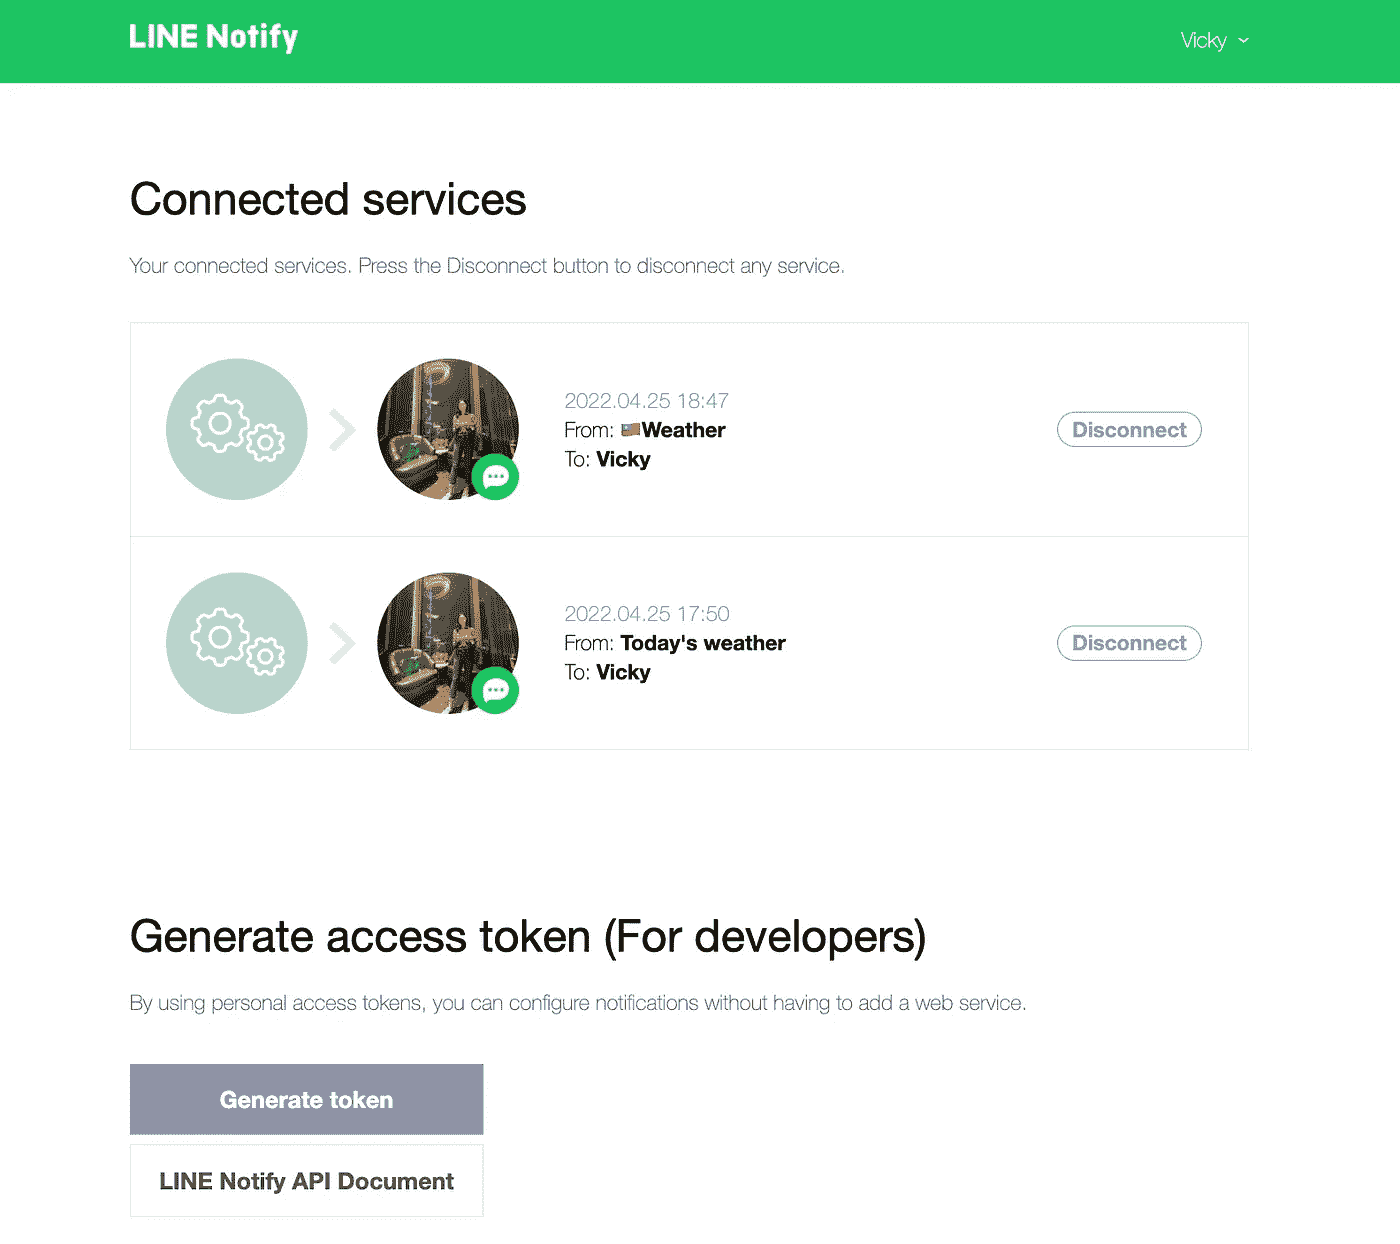 LINE Notify
Vicky
Connected services
Your connected services. Press the Disconnect button to disconnect any service.
2022.04.25 18:47
From: Weather
To: Vicky
Disconnect
2022.04.25 17:50
From: Today's weather
To: Vicky
Disconnect
Generate access token (For developers)
By using personal access tokens, you can configure notifications without having to add a web service.
Generate token
LINE Notify API Document